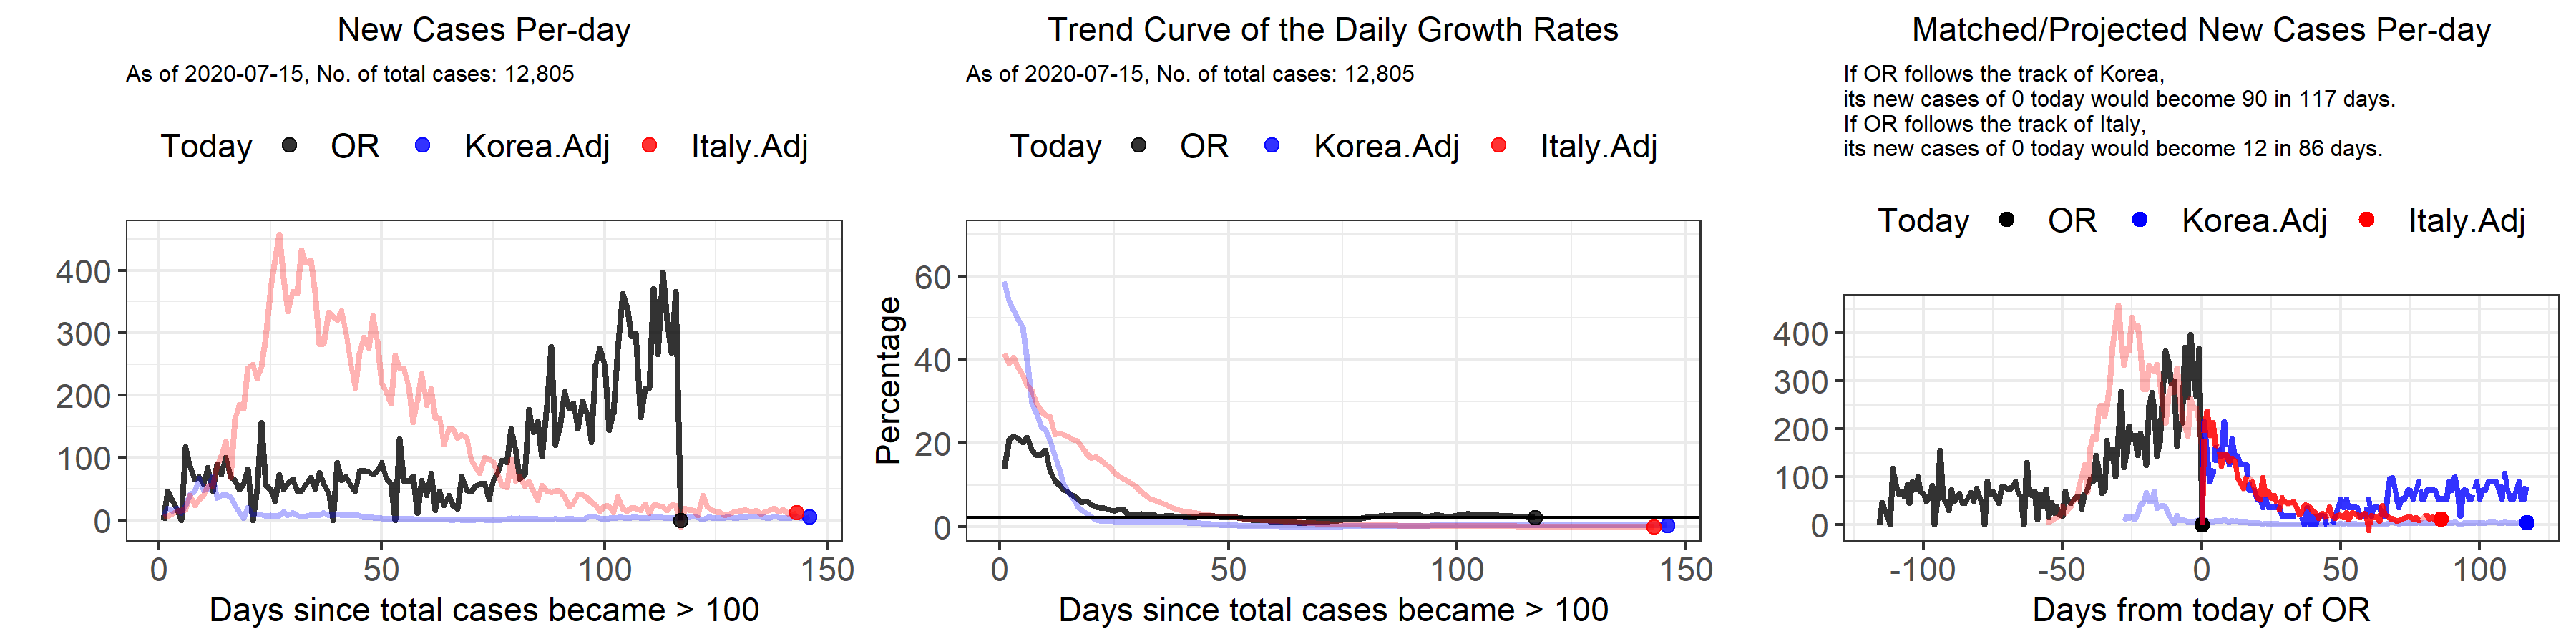 New Cases Per-day
As of 2020-07-15, No. of total cases: 12,805
Today OR Korea.Adj Italy.Adj
400
300
200
100
0
0 50 100 150
Days since total cases became > 100
Trend Curve of the Daily Growth Rates
As of 2020-07-15, No. of total cases: 12,805
Today OR Korea.Adj Italy.Adj
Percentage
60
40
20
0
0 50 100 150
Days since total cases became > 100
Matched/Projected New Cases Per-day
If OR follows the track of Korea,
its new cases of 0 today would become 90 in 117 days.
If OR follows the track of Italy,
its new cases of 0 today would become 12 in 86 days.
Today OR Korea.Adj Italy.Adj
400
300
200
100
0
-100 -50 0 50 100
Days from today of OR